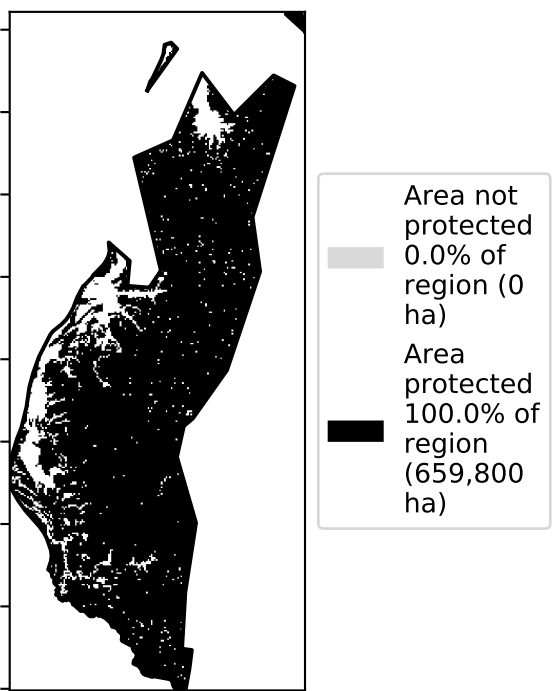 Area not
protected
0.0% of
region (0
ha)
Area
protected
100.0% of
region
(659,800
ha)